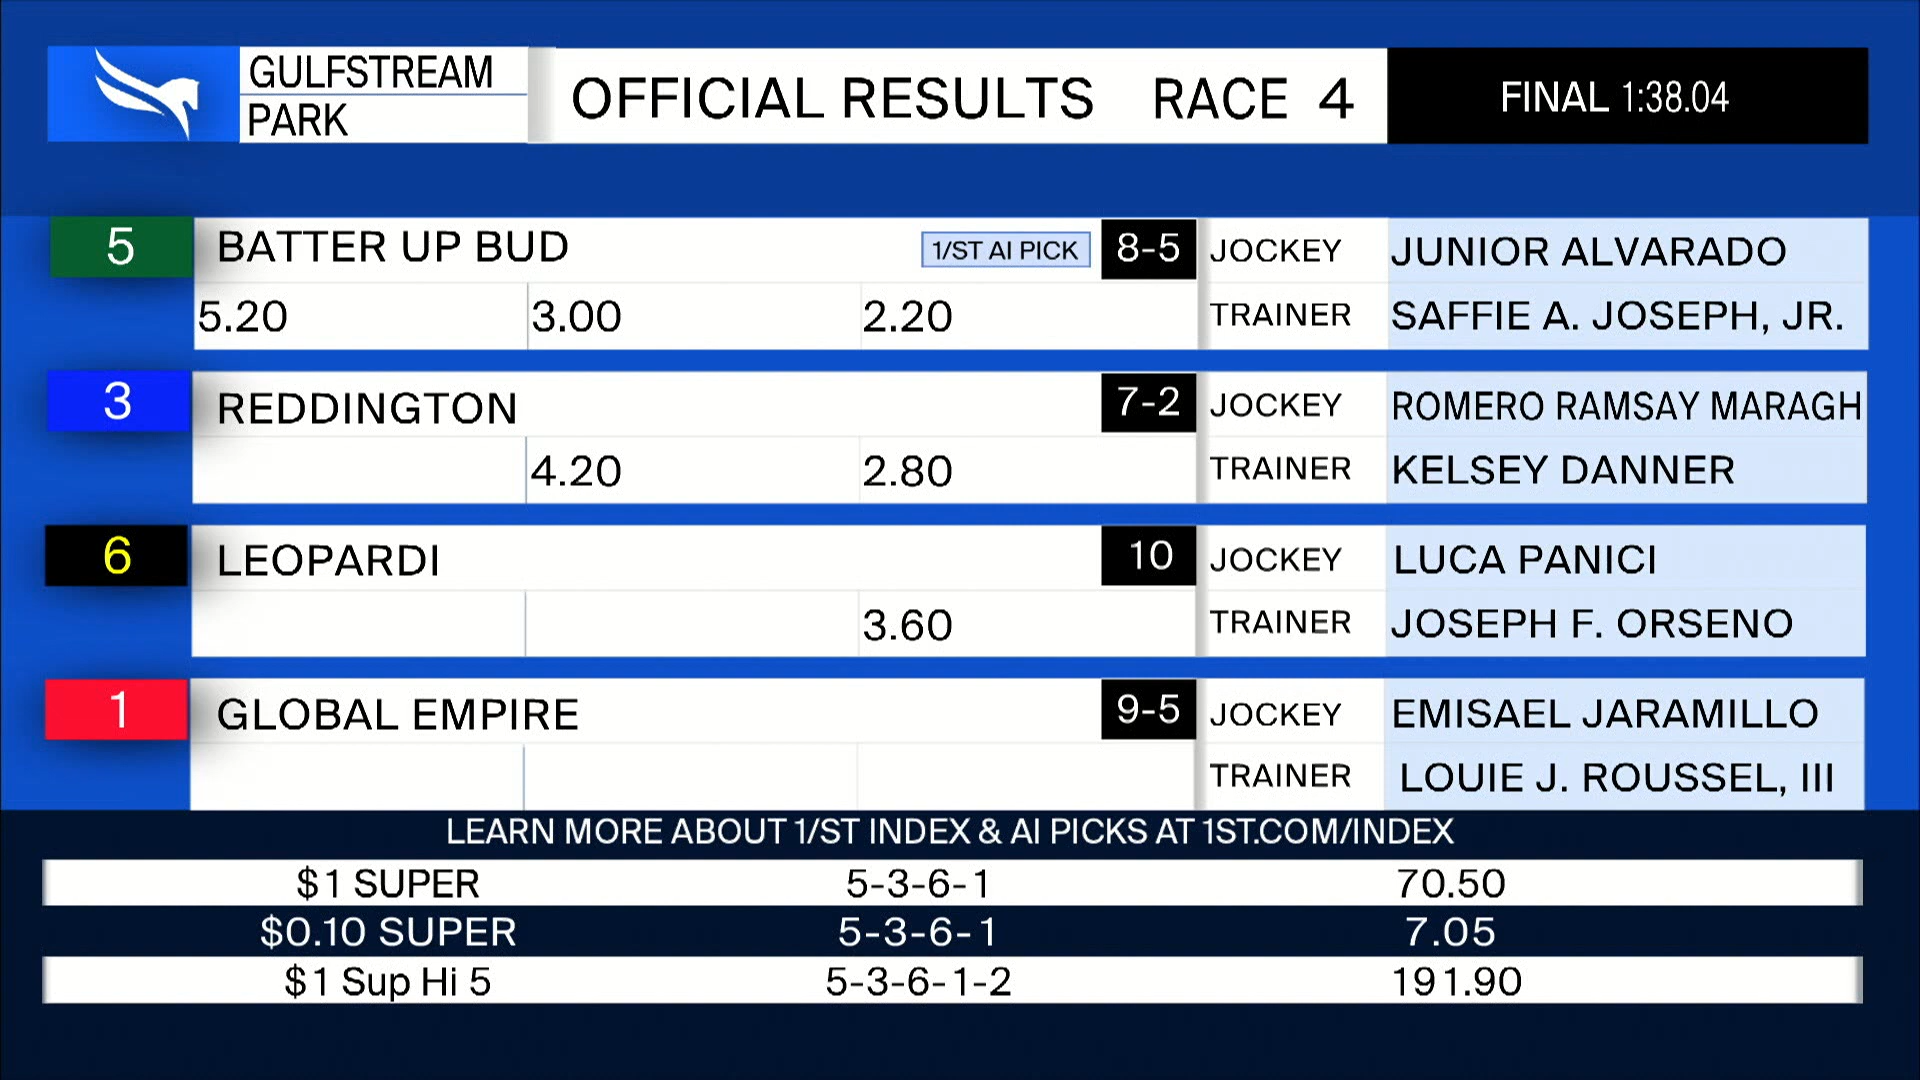 GULFSTREAM
PARK
OFFICIAL RESULTS RACE 4
FINAL 1:38.04
5 BATTER UP BUD 1/ST AI PICK 8-5 JOCKEY JUNIOR ALVARADO
5.20 3.00 2.20 TRAINER SAFFIE A. JOSEPH, JR.
3 REDDINGTON 7-2 JOCKEY ROMERO RAMSAY MARAGH
4.20 2.80 TRAINER KELSEY DANNER
6 LEOPARDI 10 JOCKEY LUCA PANICI
3.60 TRAINER JOSEPH F. ORSENO
1 GLOBAL EMPIRE 9-5 JOCKEY EMISAEL JARAMILLO
TRAINER LOUIE J. ROUSSEL, III
LEARN MORE ABOUT 1/ST INDEX & AI PICKS AT 1ST.COM/INDEX
$1 SUPER 5-3-6-1 70.50
$0.10 SUPER 5-3-6-1 7.05
$1 Sup Hi 5 5-3-6-1-2 191.90